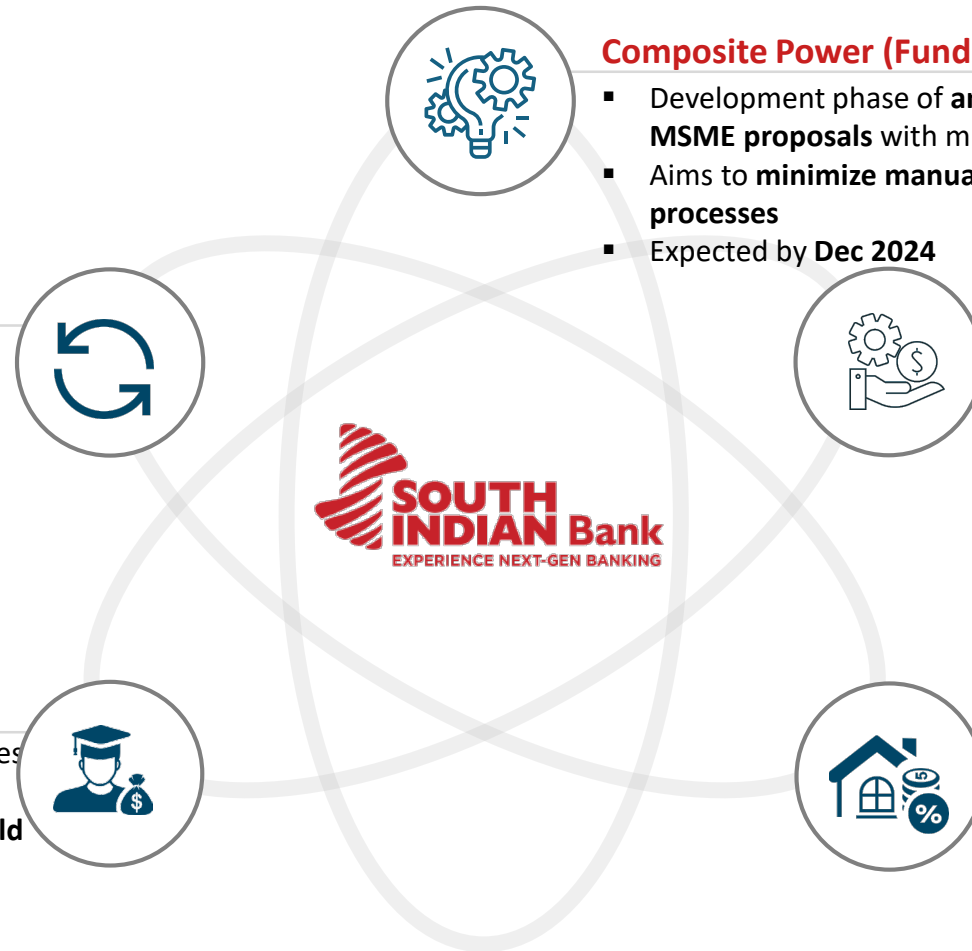 Composite Power (Fund
▪ Development phase of
MSME proposals with
▪ Aims to minimize
processes
▪ Expected by Dec 2024
$
SOUTH
INDIAN Bank
EXPERIENCE NEXT-GEN BANKING
$
5
%